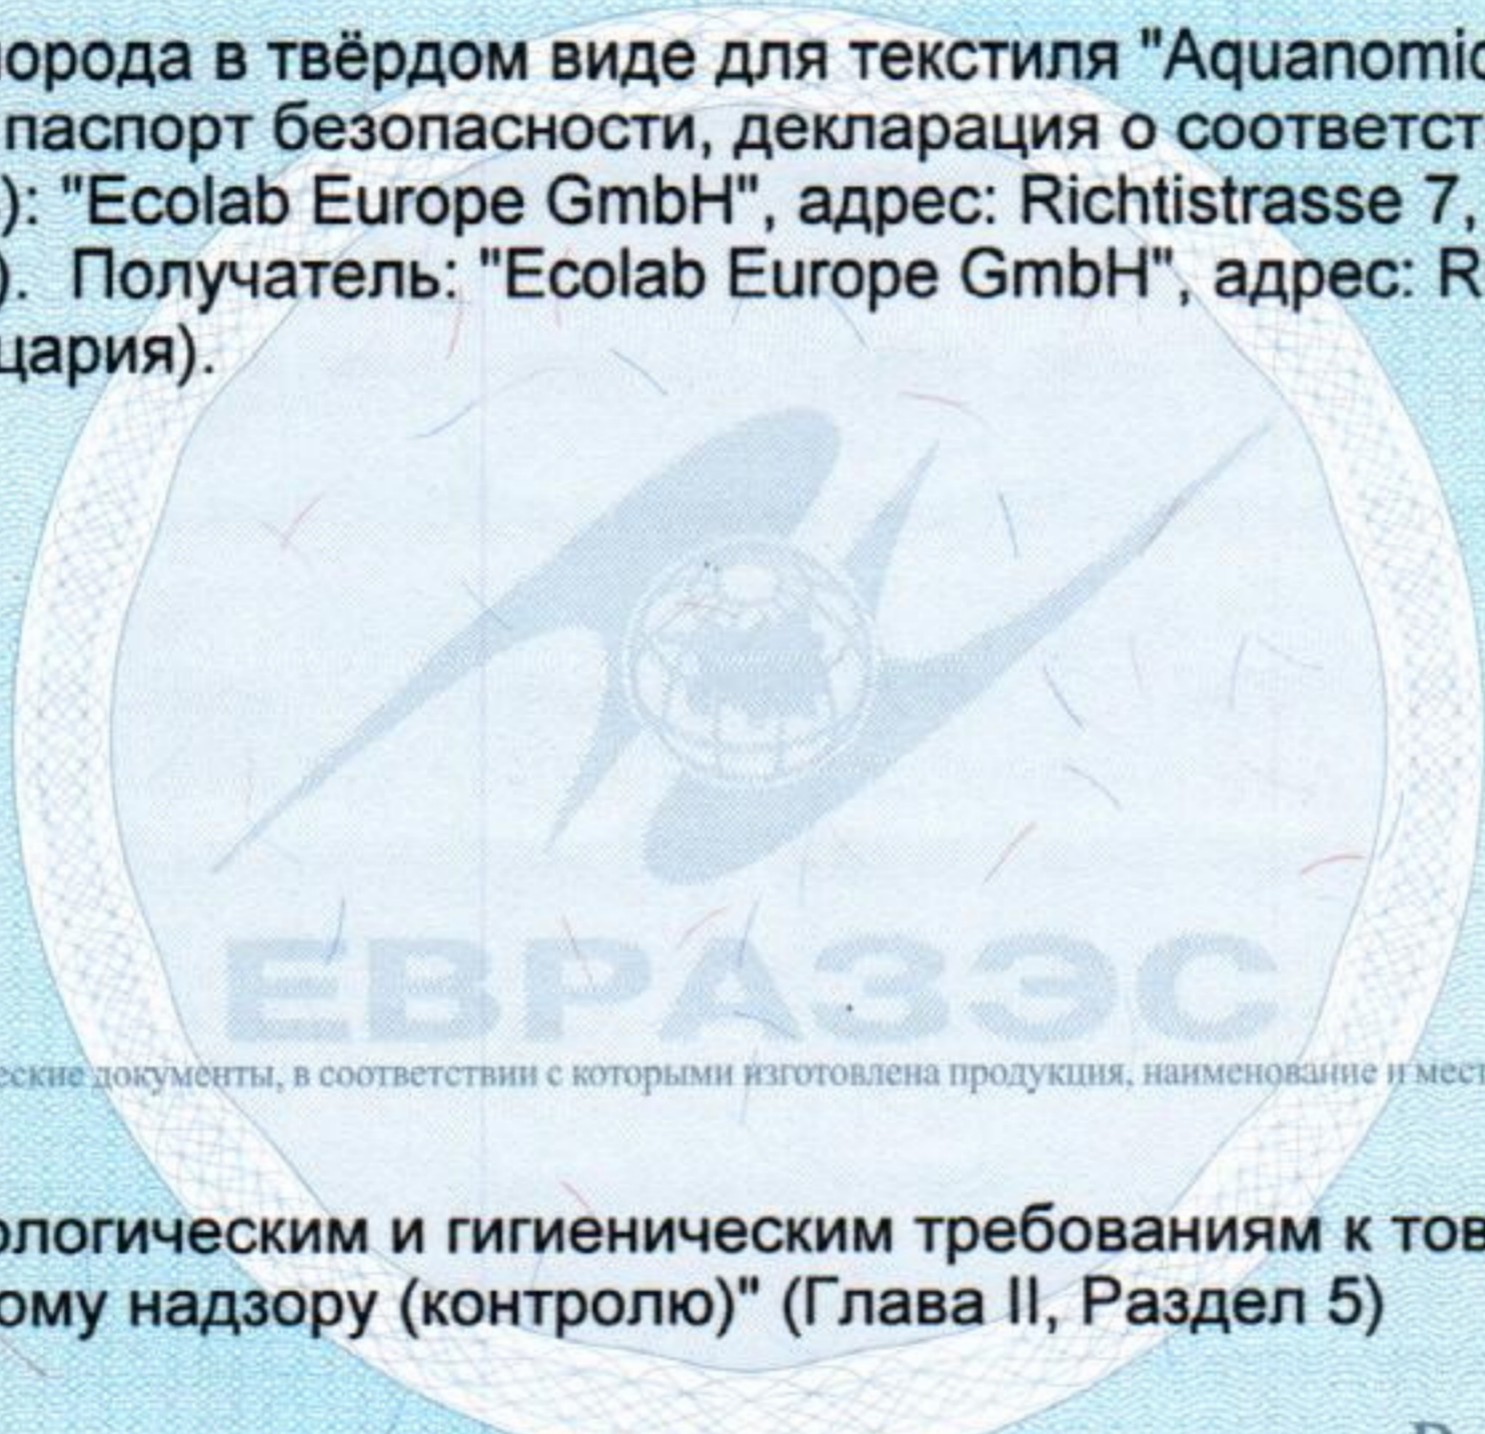 лорода в твёрдом виде для текстиля "Aquanomic
паспорт безопасности, декларация о соответст
): "Ecolab Europe GmbH", адрес: Richtistrasse 7,
). Получатель: "Ecolab Europe GmbH", адрес: R
цария).
ЕВРАЗЭС
еские документы, в соответствии с которыми изготовлена продукция, наименование и мест
ологическим и гигиеническим требованиям к тов
ому надзору (контролю)" (Глава II, Раздел 5)